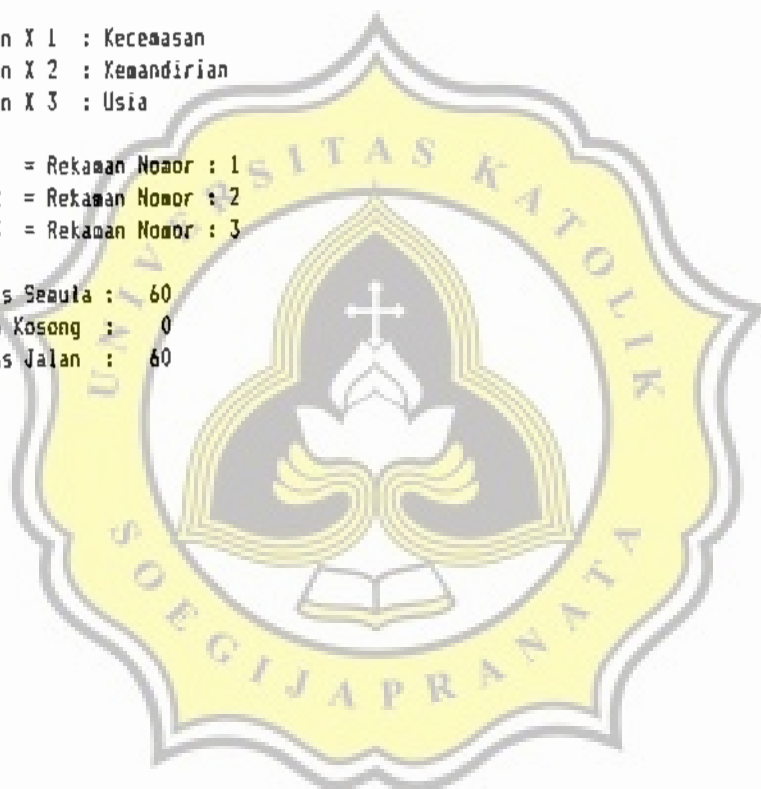 n X 1 : Kecemasan
n X 2 : Kemandirian
n X 3 : Usia
= Rekaman Nomor : 1
= Rekaman Nomor : 2
= Rekaman Nomor : 3
s Semula : 60
Kosong : 0
s Jalan : 60
UNIVERSITAS KATOLIK
SOEGIJAPRANATA